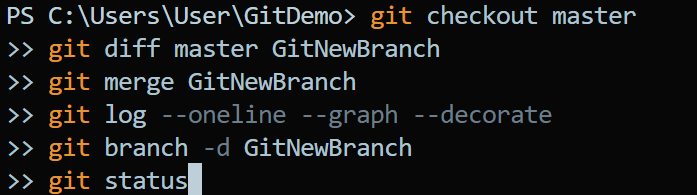 PS C:\Users\User\GitDemo> git checkout master
>> git diff master GitNewBranch
>> git merge GitNewBranch
>> git log --oneline --graph --decorate
>> git branch -d GitNewBranch
>> git status